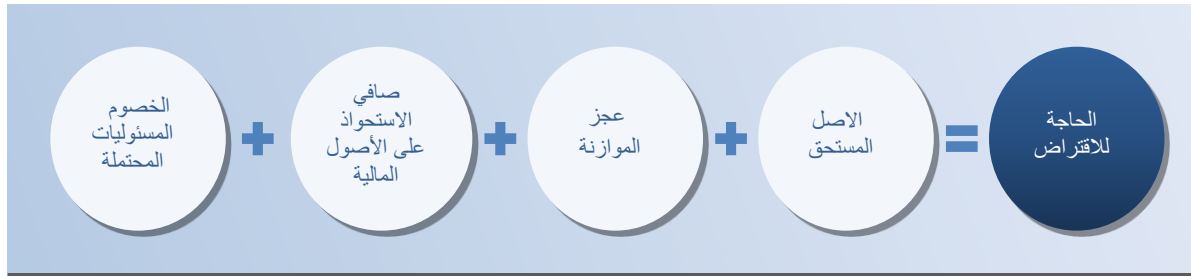 الحاجة
للاقتراض
=
الاصل
المستحق
+
عجز
الموازنة
+
صافي
الاستحواذ
على الأصول
المالية
+
الخصوم
المسئوليات
المحتملة